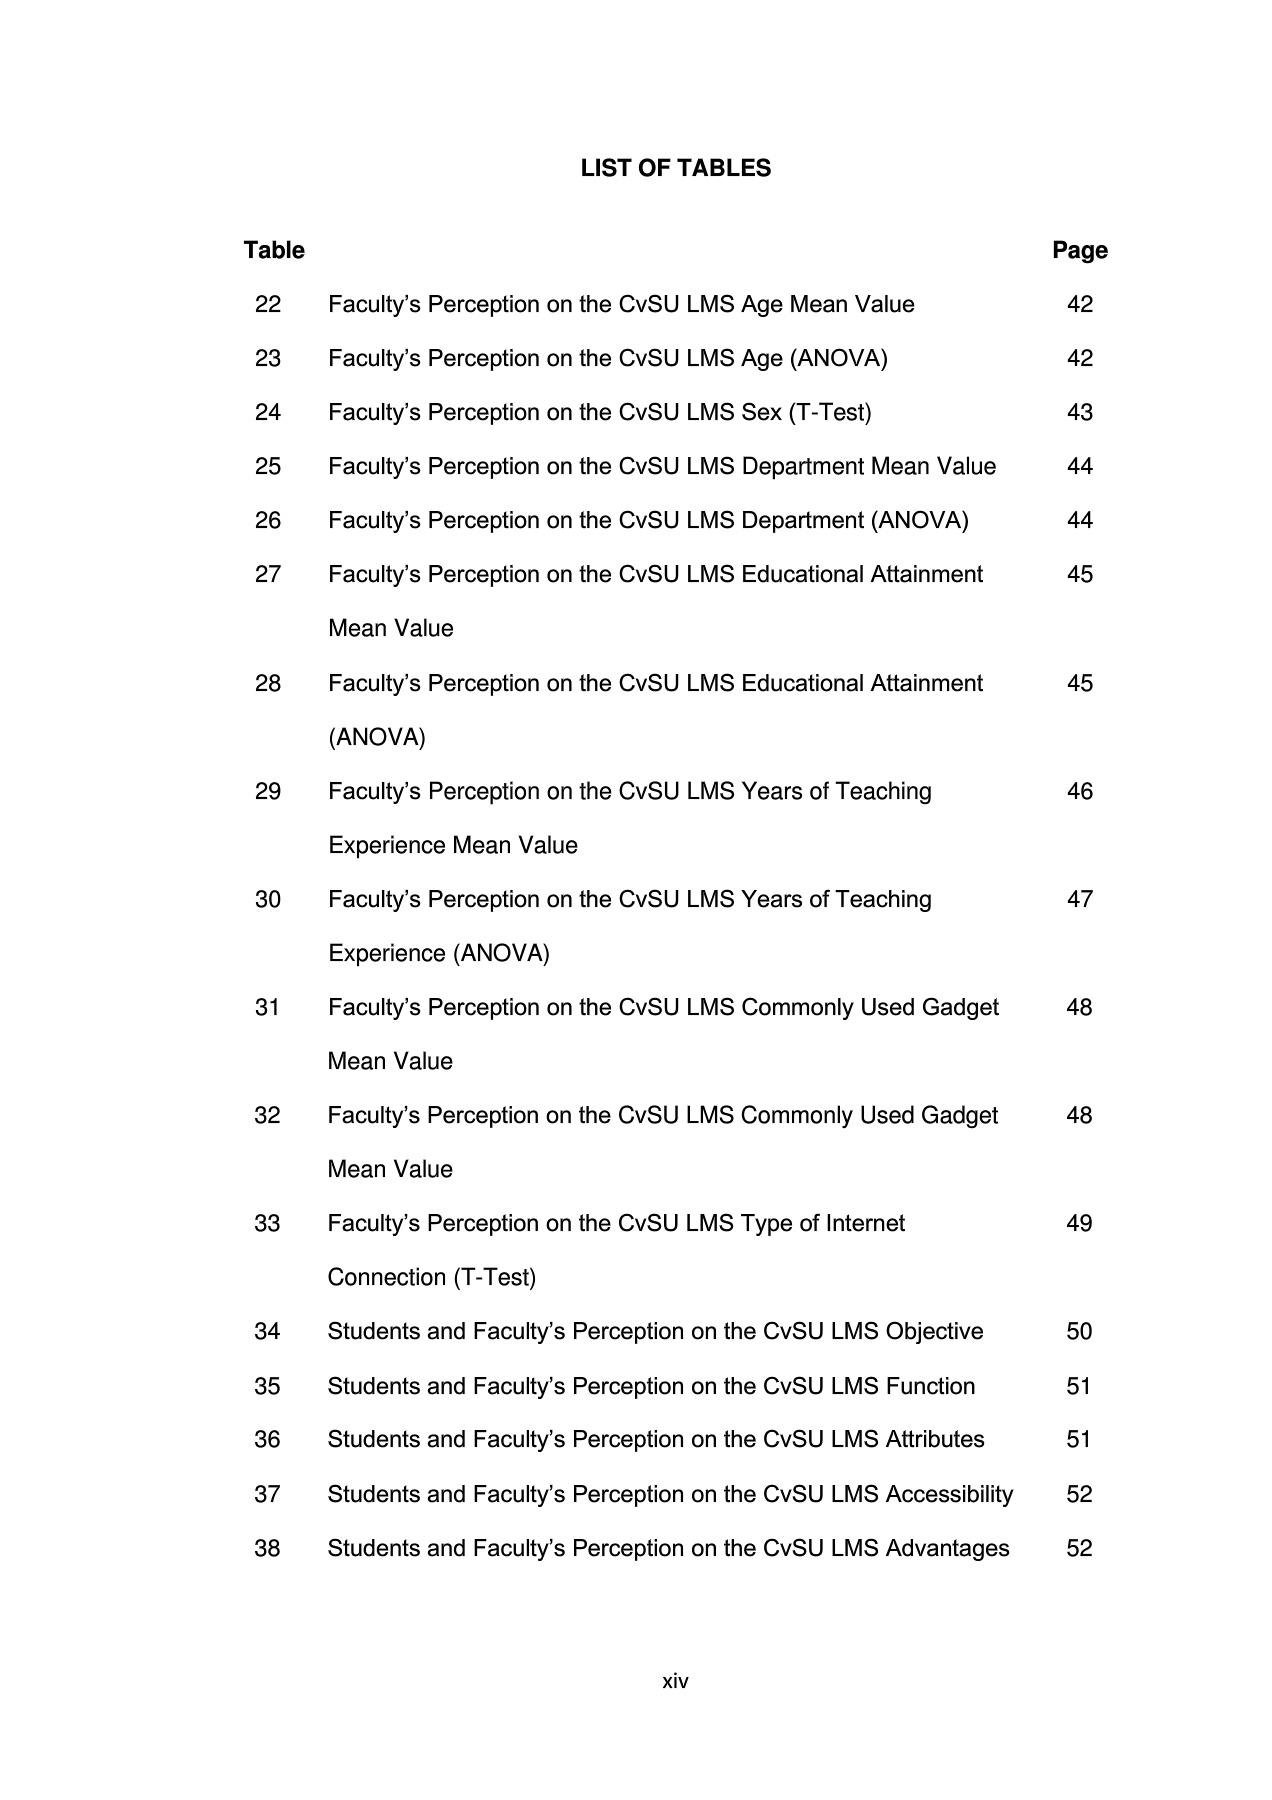 LIST OF TABLES
Table Page
22 Faculty’s Perception on the CvSU LMS Age Mean Value 42
23 Faculty’s Perception on the CvSU LMS Age (ANOVA) 42
24 Faculty’s Perception on the CvSU LMS Sex (T-Test) 43
25 Faculty’s Perception on the CvSU LMS Department Mean Value 44
26 Faculty’s Perception on the CvSU LMS Department (ANOVA) 44
27 Faculty’s Perception on the CvSU LMS Educational Attainment 45
Mean Value
28 Faculty’s Perception on the CvSU LMS Educational Attainment 45
(ANOVA)
29 Faculty’s Perception on the CvSU LMS Years of Teaching 46
Experience Mean Value
30 Faculty’s Perception on the CvSU LMS Years of Teaching 47
Experience (ANOVA)
31 Faculty’s Perception on the CvSU LMS Commonly Used Gadget 48
Mean Value
32 Faculty’s Perception on the CvSU LMS Commonly Used Gadget 48
Mean Value
33 Faculty’s Perception on the CvSU LMS Type of Internet 49
Connection (T-Test)
34 Students and Faculty’s Perception on the CvSU LMS Objective 50
35 Students and Faculty’s Perception on the CvSU LMS Function 51
36 Students and Faculty’s Perception on the CvSU LMS Attributes 51
37 Students and Faculty’s Perception on the CvSU LMS Accessibility 52
38 Students and Faculty’s Perception on the CvSU LMS Advantages 52
xiv